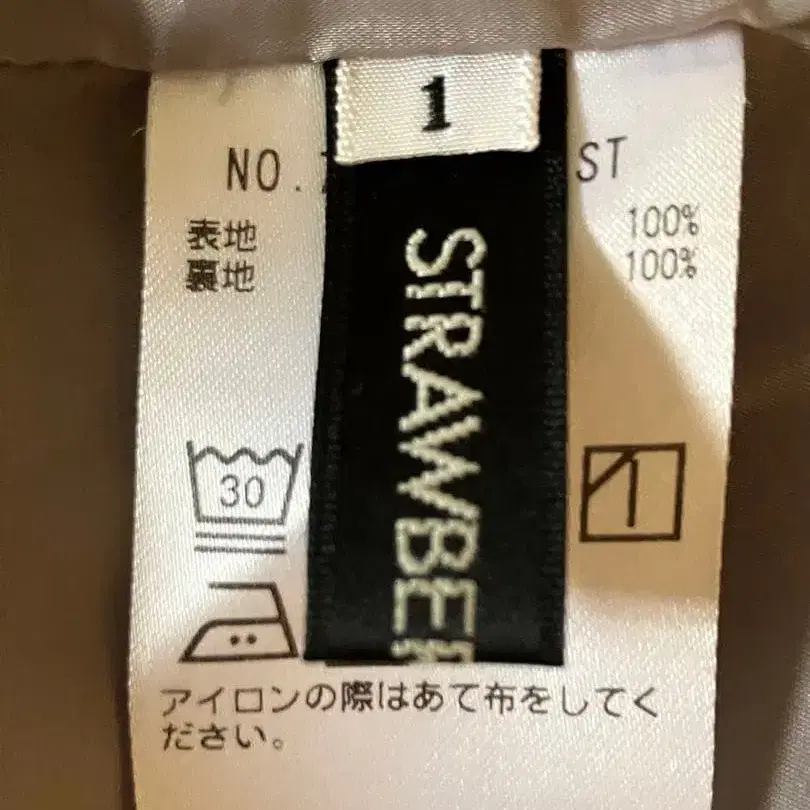 1
NO.
ST
表地 100%
裏地 100%
STRAWBE
30
アイロンの際はあて布をしてく
ださい。